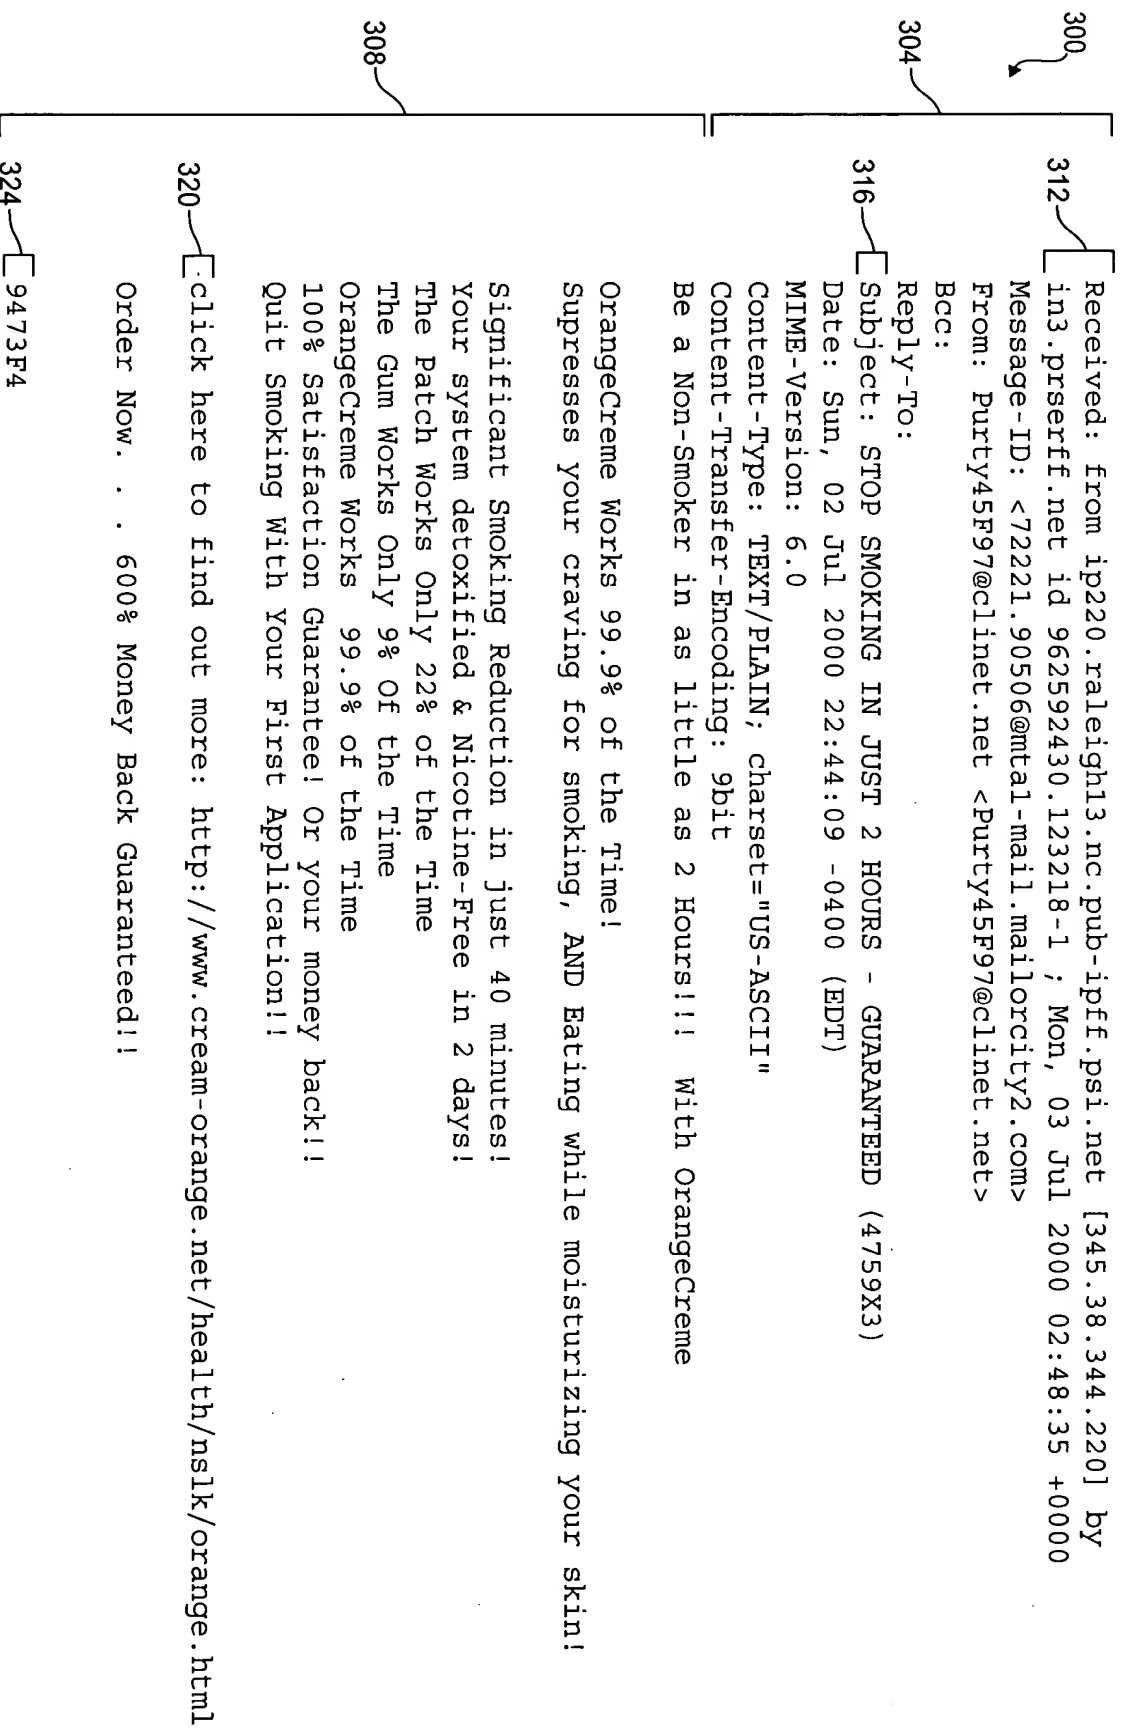 300
304
312
Received: from ip220.raleigh13.nc.pub-ipff.psi.net [345.38.344.220] by
in3.prserff.net id 962592430.123218-1 ; Mon, 03 Jul 2000 02:48:35 +0000
Message-ID: <72221.90506@mta1-mail.mailorcity2.com>
From: Purty45F97@clinet.net <Purty45F97@clinet.net>
Bcc:
Reply-To:
316
Subject: STOP SMOKING IN JUST 2 HOURS - GUARANTEED (4759X3)
Date: Sun, 02 Jul 2000 22:44:09 -0400 (EDT)
MIME-Version: 6.0
Content-Type: TEXT/PLAIN; charset="US-ASCII"
Content-Transfer-Encoding: 9bit
308
Be a Non-Smoker in as little as 2 Hours!!! With OrangeCreme
OrangeCreme Works 99.9% of the Time!
Supresses your craving for smoking, AND Eating while moisturizing your skin!
Significant Smoking Reduction in just 40 minutes!
Your system detoxified & Nicotine-Free in 2 days!
The Patch Works Only 22% of the Time
The Gum Works Only 9% Of the Time
OrangeCreme Works 99.9% of the Time
100% Satisfaction Guarantee! Or your money back!!
Quit Smoking With Your First Application!!
320
click here to find out more: http://www.cream-orange.net/health/nslk/orange.html
Order Now. . . 600% Money Back Guaranteed!!
324
9473F4